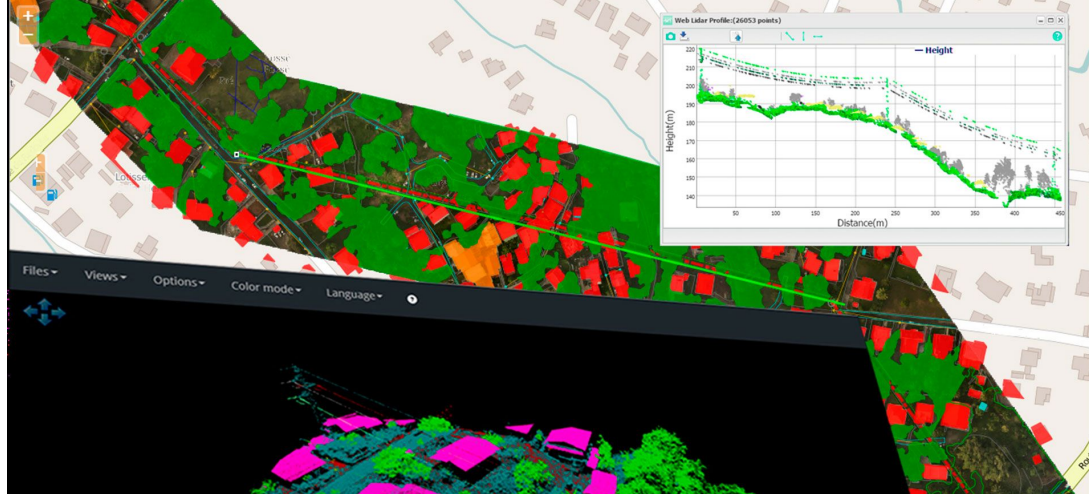 +
−
Web Lidar Profile:(26053 points)
Height
220
210
200
190
180
170
160
150
140
Height(m)
50
100
150
200
250
300
350
400
450
Distance(m)
Lousse
Files
Views
Options
Color mode
Language
?